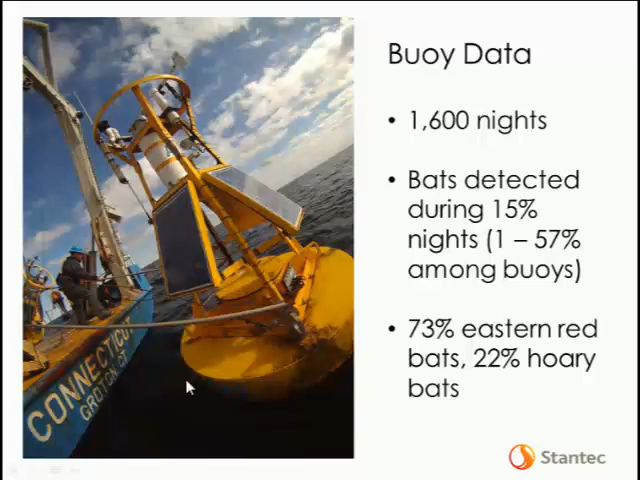 Buoy Data
• 1,600 nights
• Bats detected
during 15%
nights (1 – 57%
among buoys)
• 73% eastern red
bats, 22% hoary
bats
CONNECTICUT
GROTON CT
Stantec